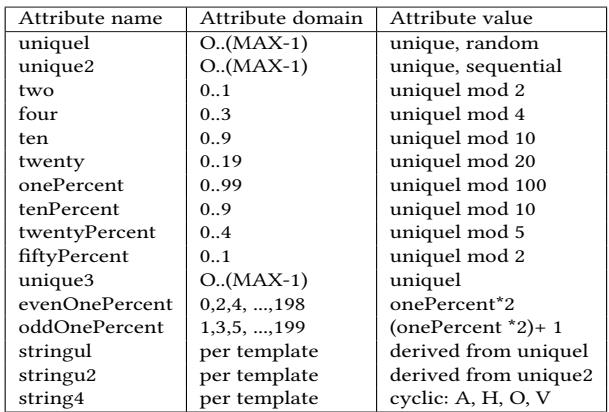 Attribute name Attribute domain Attribute value
uniquel O..(MAX-1) unique, random
unique2 O..(MAX-1) unique, sequential
two 0..1 uniquel mod 2
four 0..3 uniquel mod 4
ten 0..9 uniquel mod 10
twenty 0..19 uniquel mod 20
onePercent 0..99 uniquel mod 100
tenPercent 0..9 uniquel mod 10
twentyPercent 0..4 uniquel mod 5
fiftyPercent 0..1 uniquel mod 2
unique3 O..(MAX-1) uniquel
evenOnePercent 0,2,4, ...,198 onePercent*2
oddOnePercent 1,3,5, ...,199 (onePercent *2)+ 1
stringul per template derived from uniquel
stringu2 per template derived from unique2
string4 per template cyclic: A, H, O, V